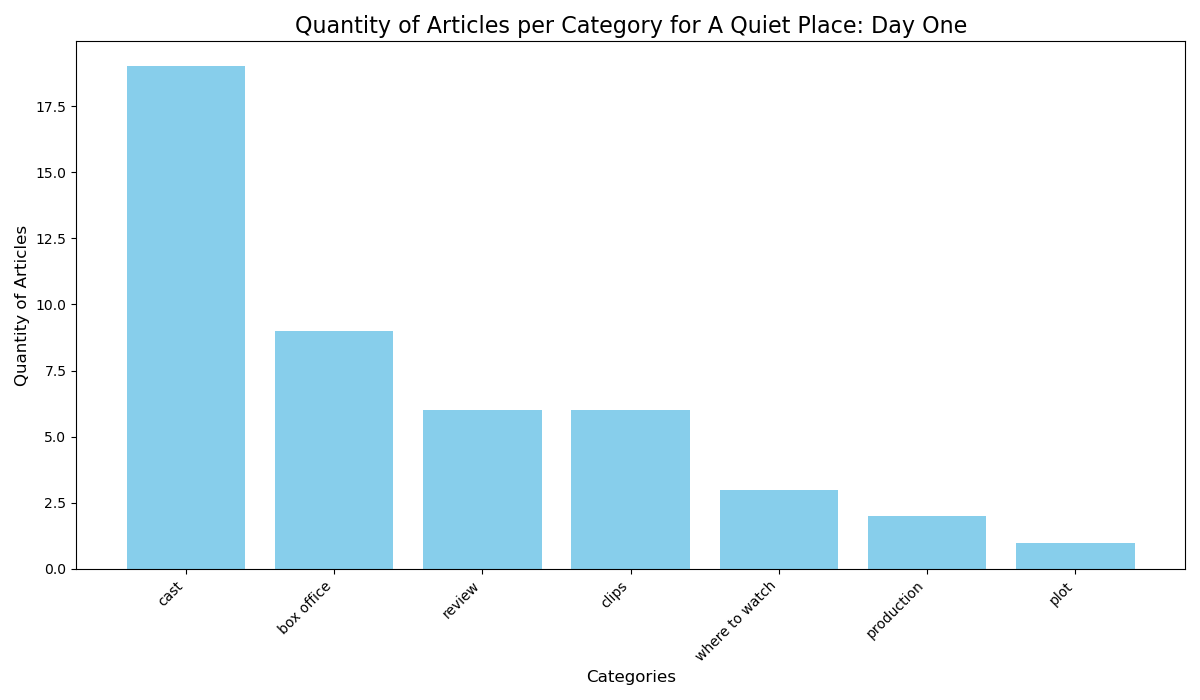 Quantity of Articles per Category for A Quiet Place: Day One
Quantity of Articles
17.5
15.0
12.5
10.0
7.5
5.0
2.5
0.0
cast
box office
review
clips
where to watch
production
plot
Categories